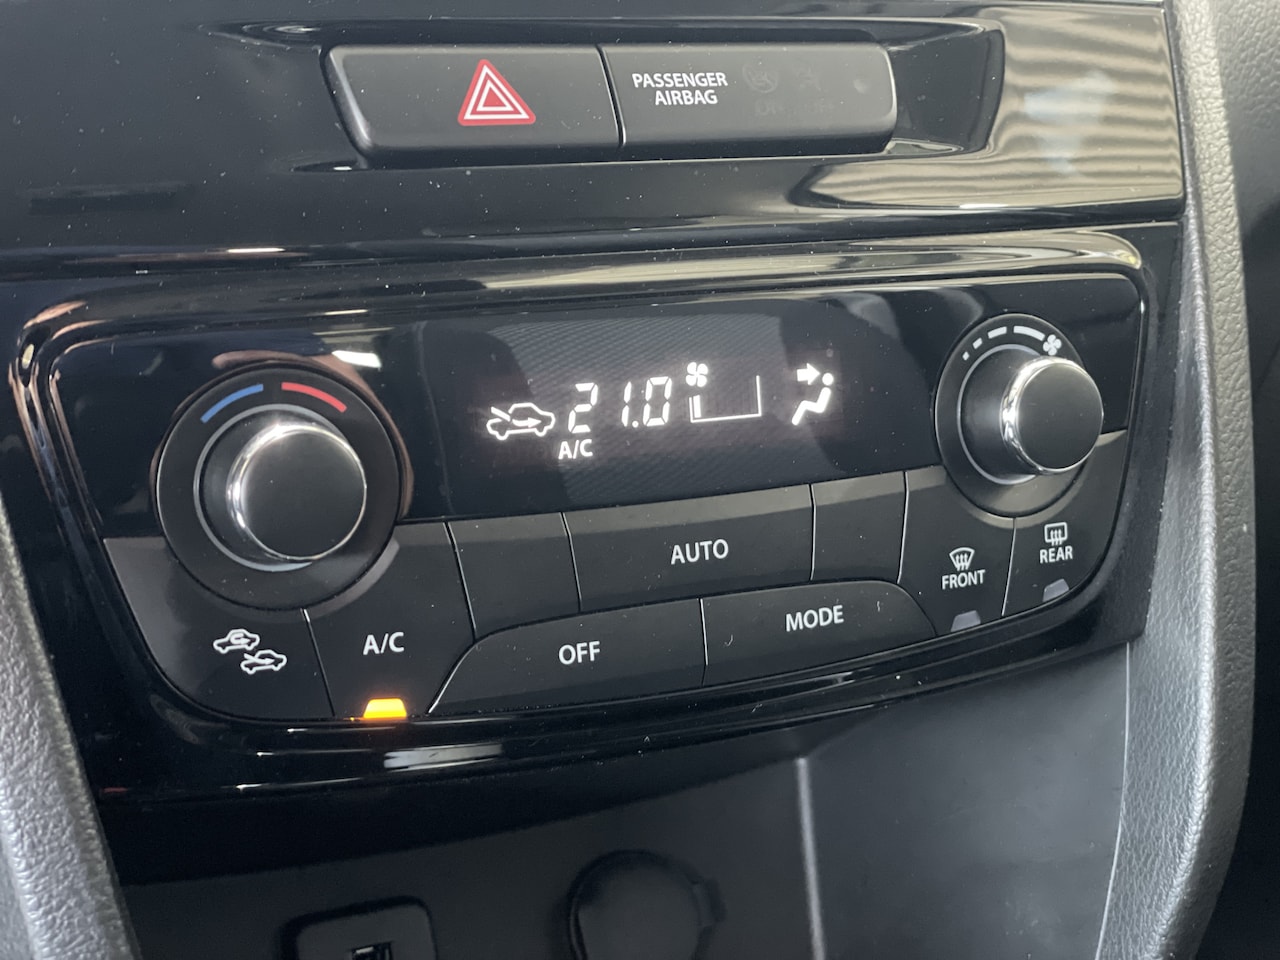 PASSENGER
AIRBAG
21.0
A/C
AUTO
REAR
FRONT
MODE
A/C
OFF